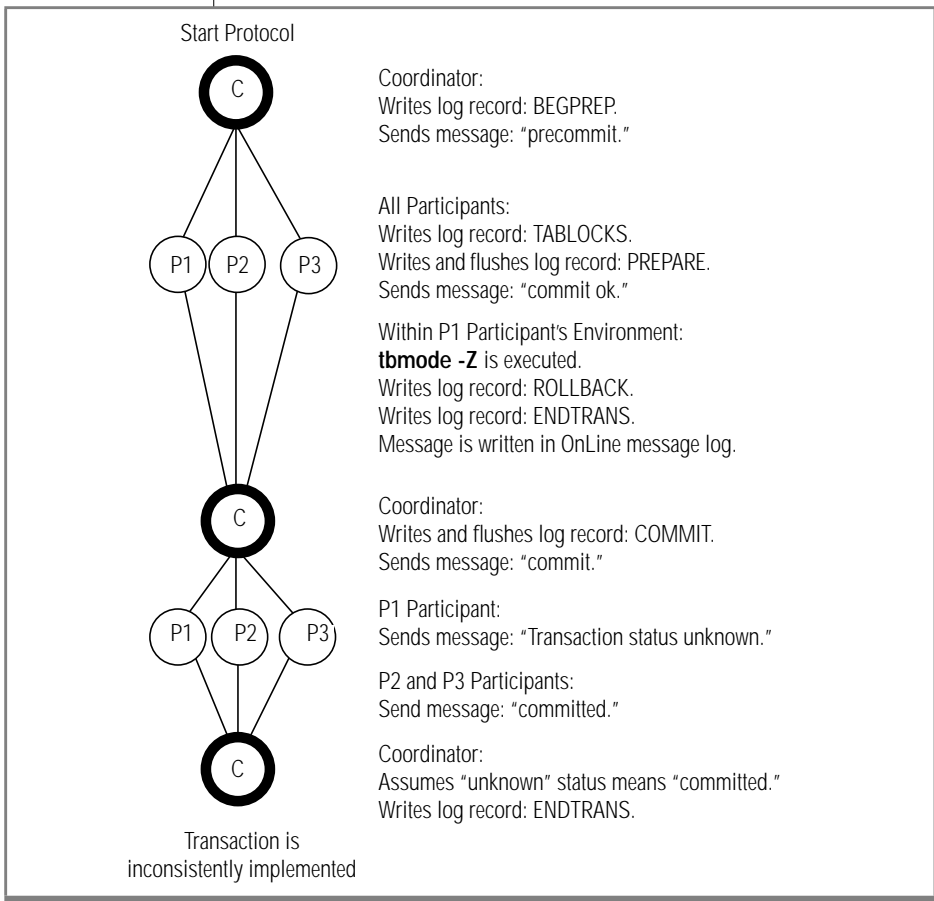 Start Protocol
C
Coordinator:
Writes log record: BEGPREP.
Sends message: “precommit.”
P1 P2 P3
All Participants:
Writes log record: TABLOCKS.
Writes and flushes log record: PREPARE.
Sends message: “commit ok.”
Within P1 Participant’s Environment:
tbmode -Z is executed.
Writes log record: ROLLBACK.
Writes log record: ENDTRANS.
Message is written in OnLine message log.
C
Coordinator:
Writes and flushes log record: COMMIT.
Sends message: “commit.”
P1 P2 P3
P1 Participant:
Sends message: “Transaction status unknown.”
P2 and P3 Participants:
Send message: “committed.”
C
Coordinator:
Assumes “unknown” status means “committed.”
Writes log record: ENDTRANS.
Transaction is
inconsistently implemented